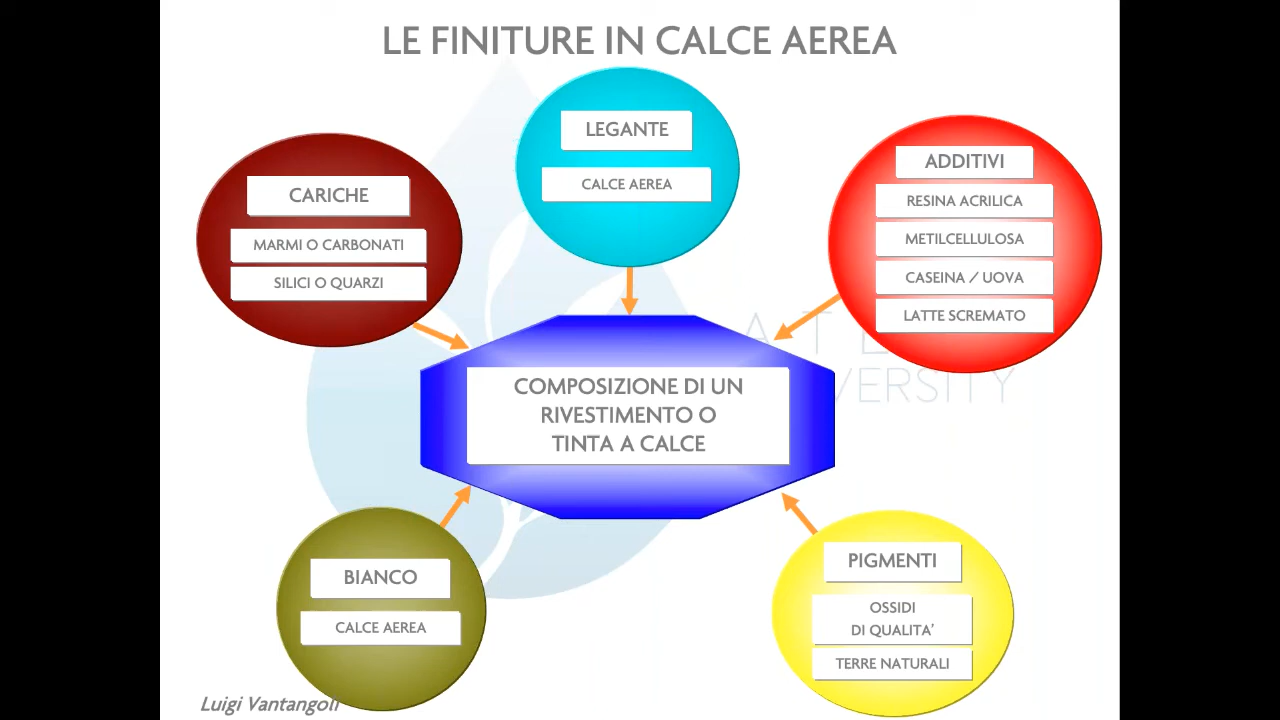 LE FINITURE IN CALCE AEREA
LEGANTE
CALCE AEREA
CARICHE
MARMI O CARBONATI
SILICI O QUARZI
ADDITIVI
RESINA ACRILICA
METILCELLULOSA
CASEINA / UOVA
LATTE SCREMATO
COMPOSIZIONE DI UN
RIVESTIMENTO O
TINTA A CALCE
BIANCO
CALCE AEREA
PIGMENTI
OSSIDI
DI QUALITA'
TERRE NATURALI
Luigi Vantangoli